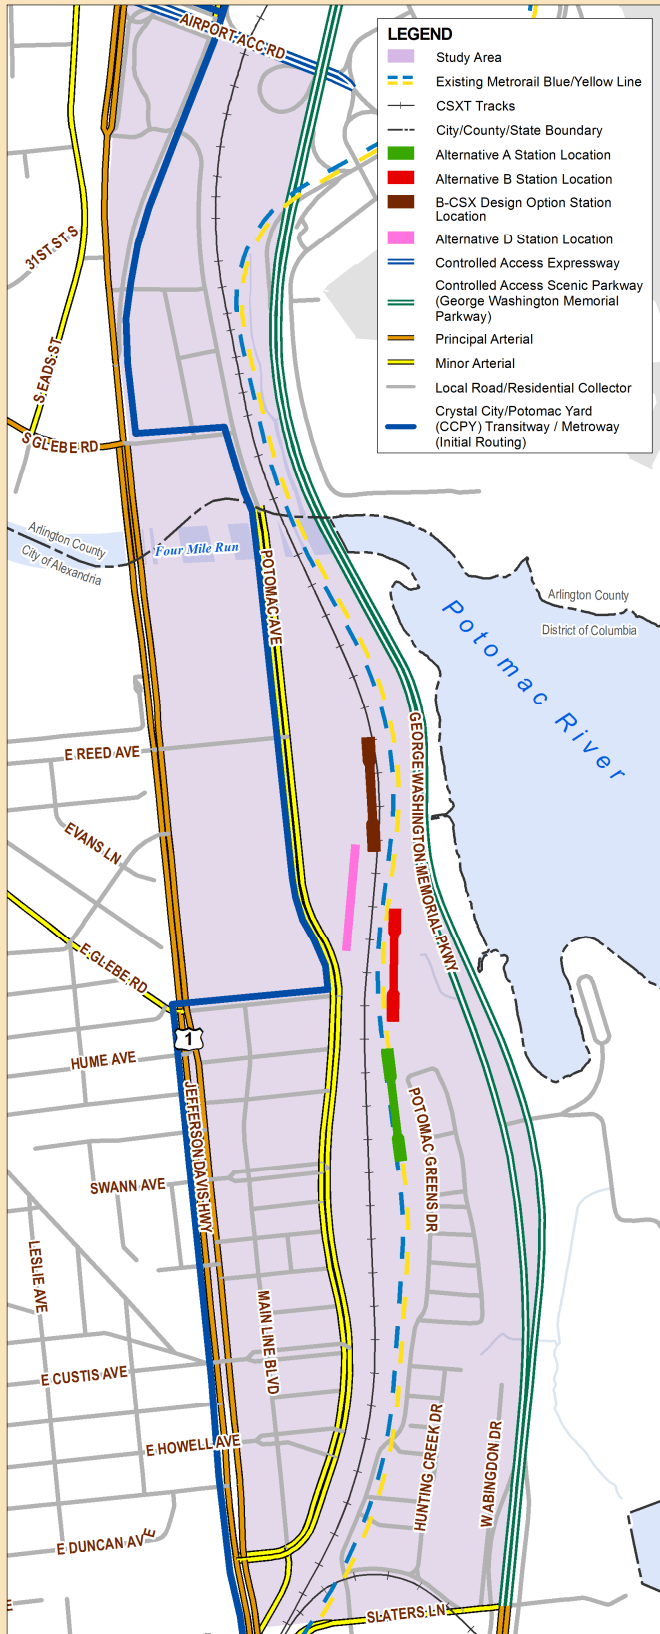 AIRPORT ACC RD
LEGEND
Study Area
Existing Metrorail Blue/Yellow Line
CSXT Tracks
City/County/State Boundary
Alternative A Station Location
Alternative B Station Location
B-CSX Design Option Station
Location
Alternative D Station Location
Controlled Access Expressway
Controlled Access Scenic Parkway
(George Washington Memorial
Parkway)
Principal Arterial
Minor Arterial
Local Road/Residential Collector
Crystal City/Potomac Yard
(CCPY) Transitway / Metroway
(Initial Routing)
31ST ST S
S EADS ST
S GLEBE RD
Arlington County
City of Alexandria
Four Mile Run
POTOMAC AVE
Arlington County
District of Columbia
Potomac River
E REED AVE
GEORGE WASHINGTON MEMORIAL PKWY
EVANS LN
E GLEBE RD
1
HUME AVE
JEFFERSON DAVIS HWY
POTOMAC GREENS DR
SWANN AVE
LESLIE AVE
MAIN LINE BLVD
E CUSTIS AVE
HUNTING CREEK DR
W ABINGDON DR
E HOWELL AVE
E DUNCAN AVE
E
SLATERS LN